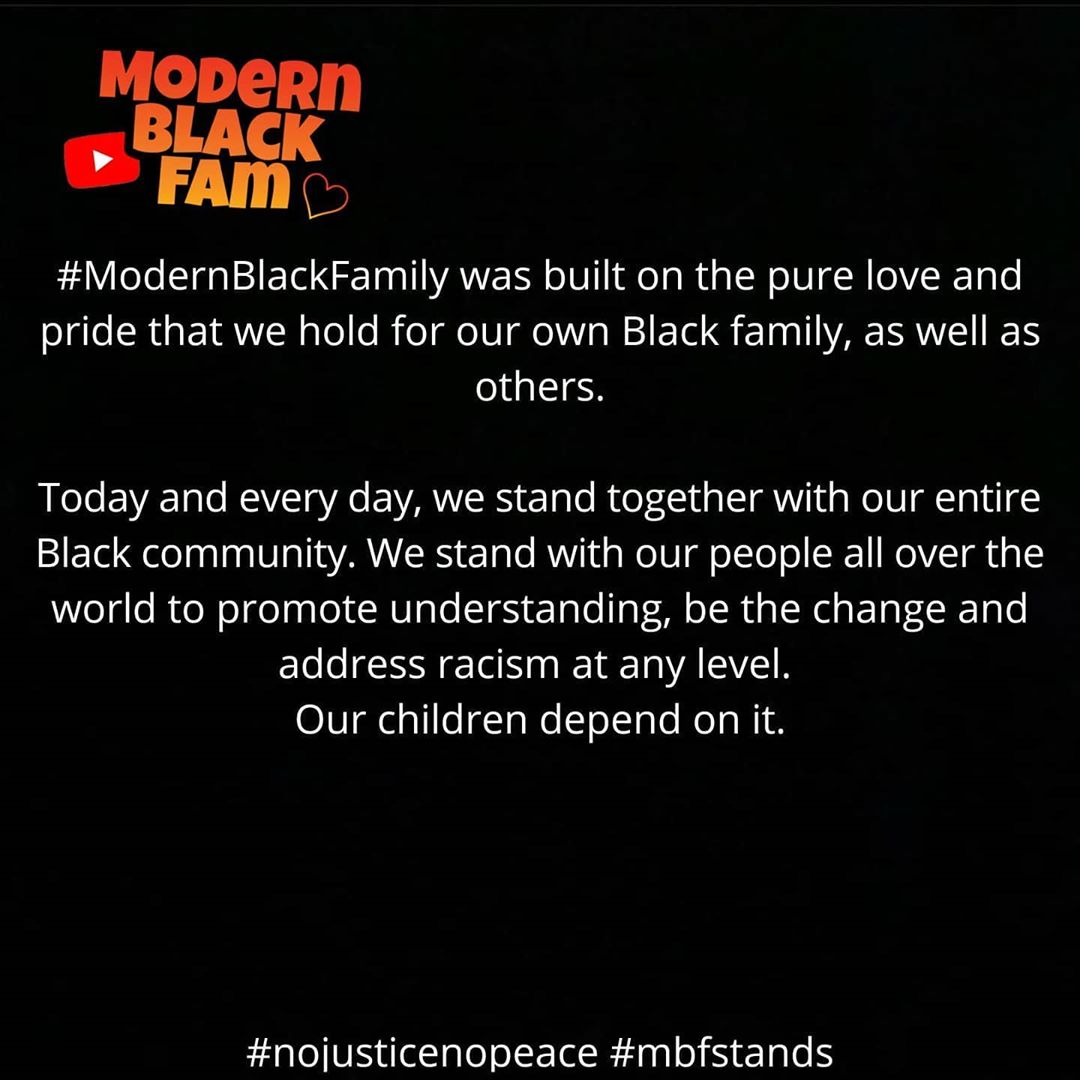 MODERN
BLACK
FAM
#ModernBlackFamily was built on the pure love and
pride that we hold for our own Black family, as well as
others.
Today and every day, we stand together with our entire
Black community. We stand with our people all over the
world to promote understanding, be the change and
address racism at any level.
Our children depend on it.
#nojusticenopeace #mbfstands